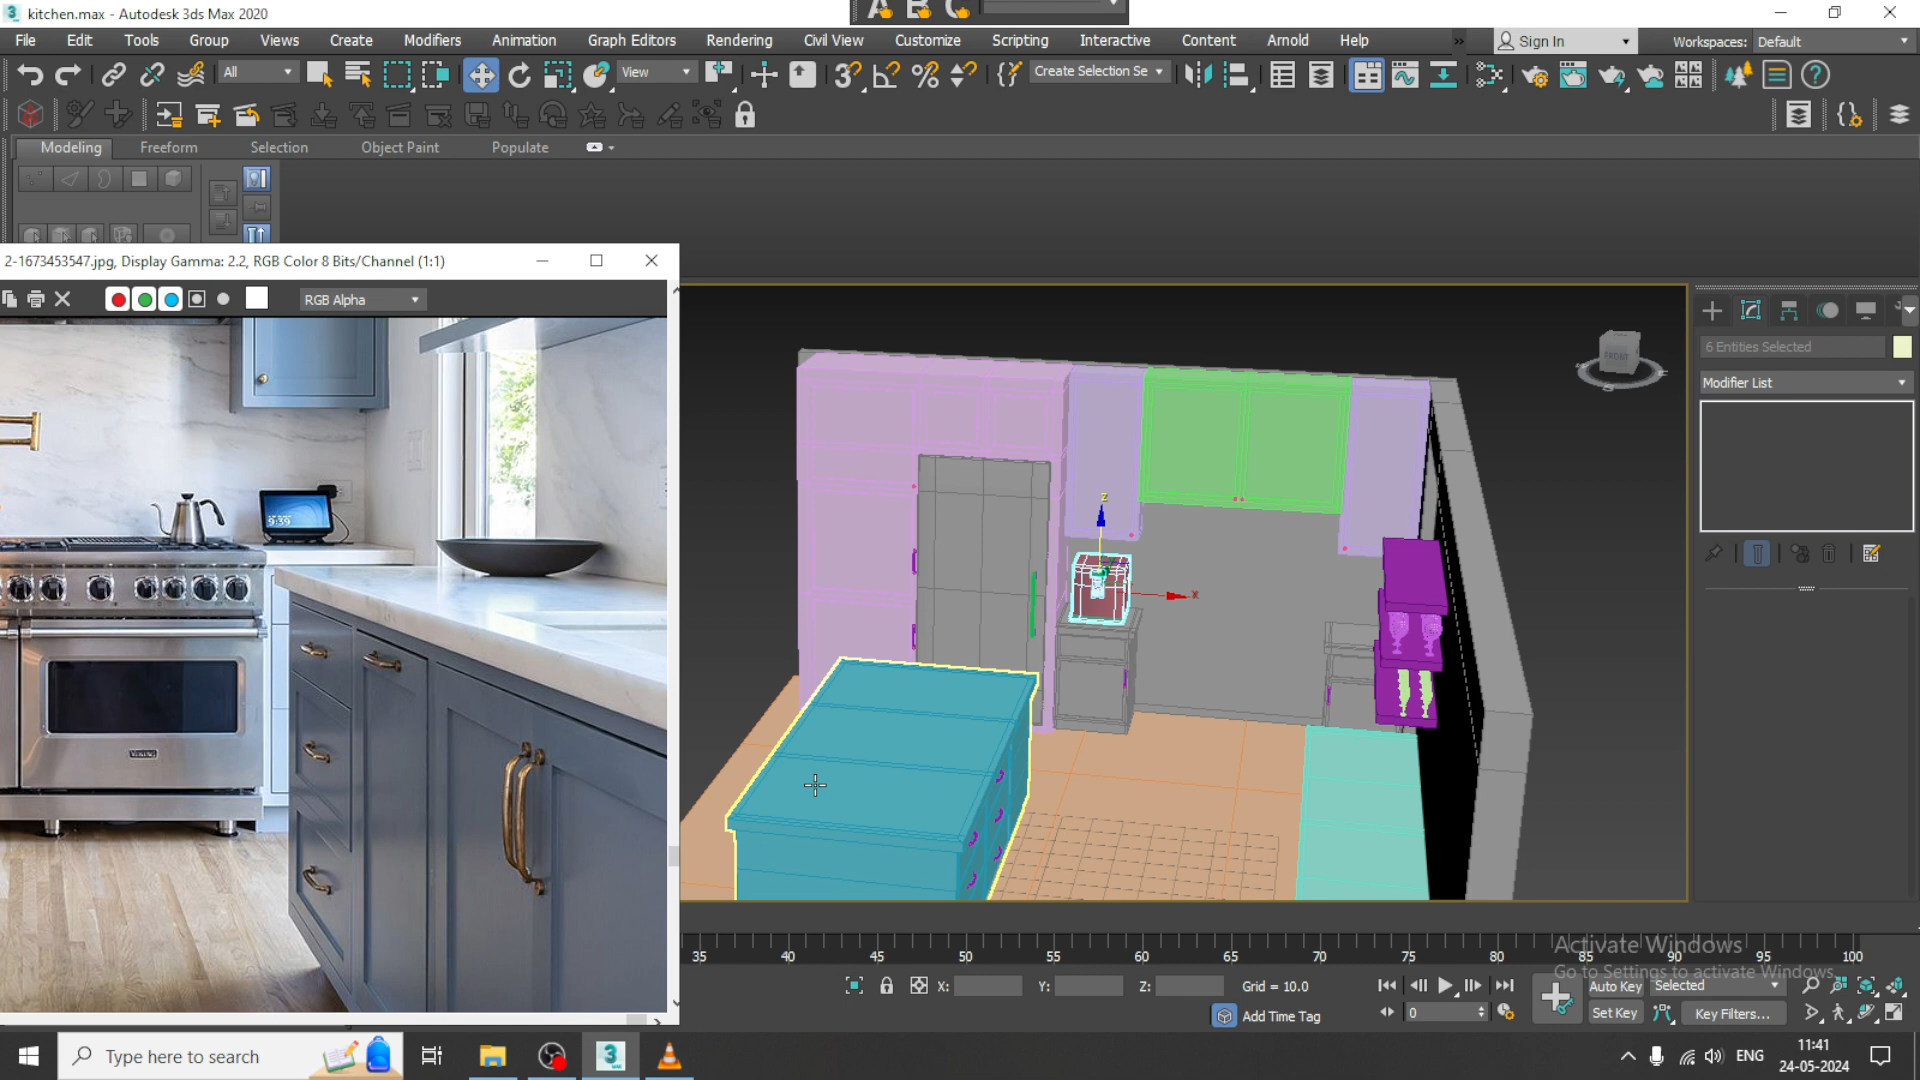 kitchen.max - Autodesk 3ds Max 2020
File Edit Tools Group Views Create Modifiers Animation Graph Editors Rendering Civil View Customize Scripting Interactive Content Arnold Help
Sign In
Workspaces: Default
All
View
Create Selection Se
Modeling Freeform Selection Object Paint Populate
2-1673453547.jpg, Display Gamma: 2.2, RGB Color 8 Bits/Channel (1:1)
RGB Alpha
FRONT
6 Entities Selected
Modifier List
9:39
VIKING
z
x
35 40 45 50 55 60 65 70 75 80 85 90 95 100
Activate Windows
Go to Settings to activate Windows.
X: Y: Z: Grid = 10.0
Add Time Tag
0
Auto Key Selected
Set Key Key Filters...
Type here to search
ENG
11:41
24-05-2024